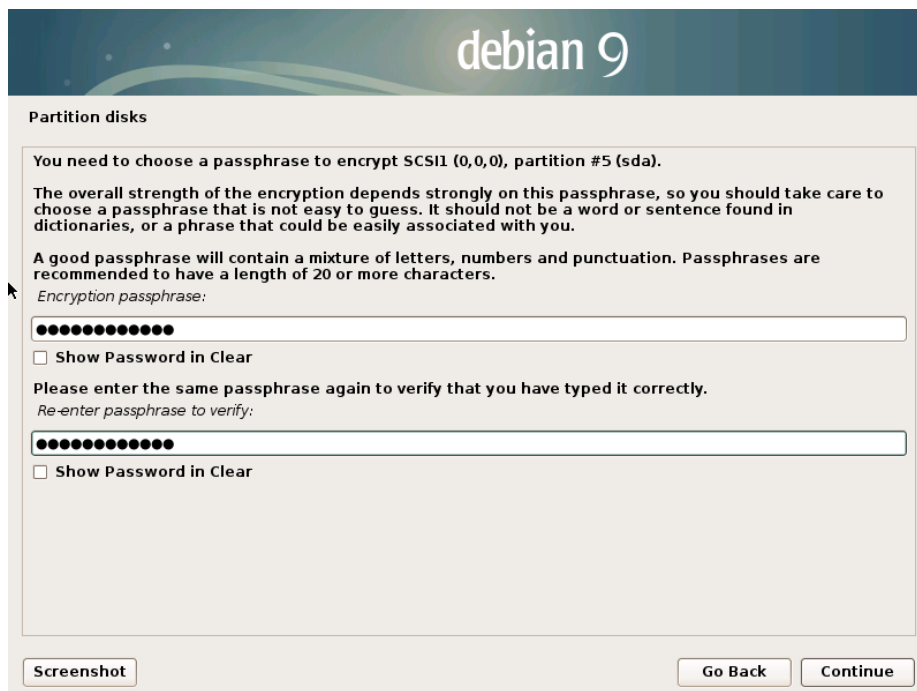 debian 9
Partition disks
You need to choose a passphrase to encrypt SCSI1 (0,0,0), partition #5 (sda).
The overall strength of the encryption depends strongly on this passphrase, so you should take care to
choose a passphrase that is not easy to guess. It should not be a word or sentence found in
dictionaries, or a phrase that could be easily associated with you.
A good passphrase will contain a mixture of letters, numbers and punctuation. Passphrases are
recommended to have a length of 20 or more characters.
Encryption passphrase:
●●●●●●●●●●●●
Show Password in Clear
Please enter the same passphrase again to verify that you have typed it correctly.
Re-enter passphrase to verify:
●●●●●●●●●●●●
Show Password in Clear
Screenshot
Go Back
Continue